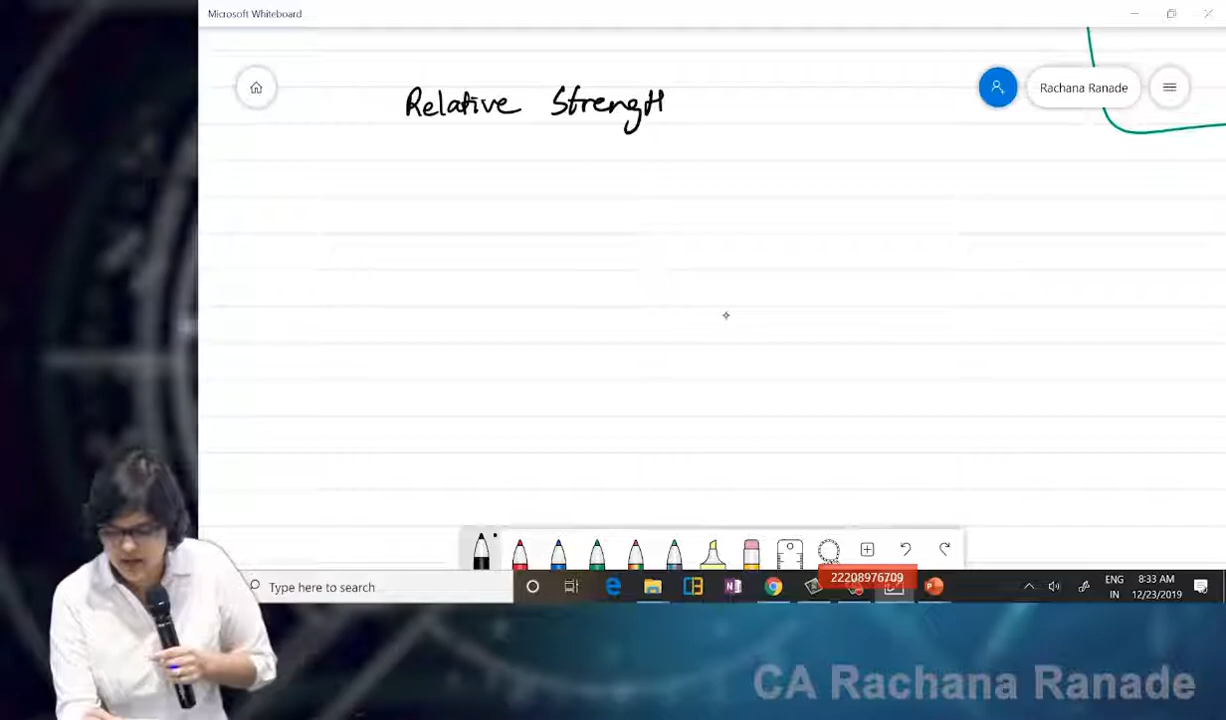 Microsoft Whiteboard
Rachana Ranade
Relative Strength
22208976709
Type here to search
ENG
IN
8:33 AM
12/23/2019
CA Rachana Ranade